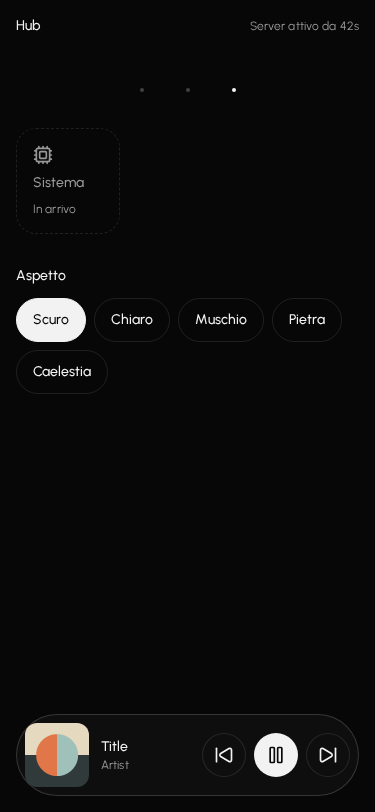 Hub
Server attivo da 42s
Sistema
In arrivo
Aspetto
Scuro
Chiaro
Muschio
Pietra
Caelestia
Title
Artist